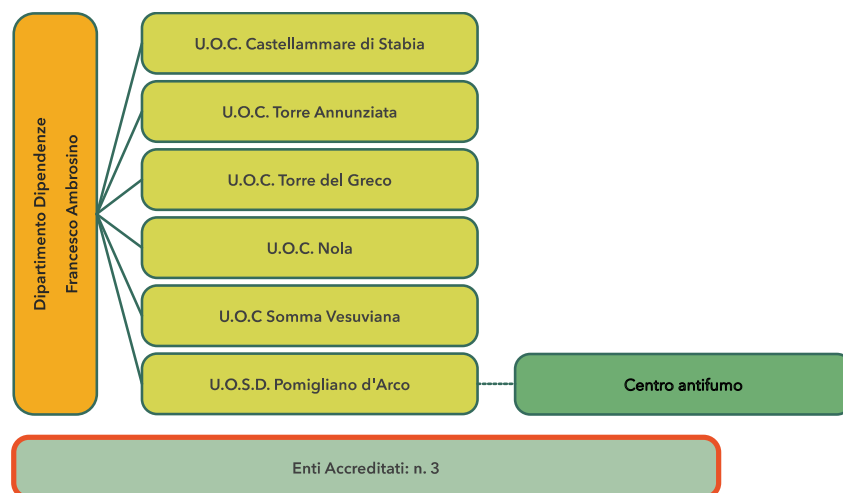 Dipartimento Dipendenze
Francesco Ambrosino
U.O.C. Castellammare di Stabia
U.O.C. Torre Annunziata
U.O.C. Torre del Greco
U.O.C. Nola
U.O.C Somma Vesuviana
U.O.S.D. Pomigliano d'Arco
Centro antifumo
Enti Accreditati: n. 3